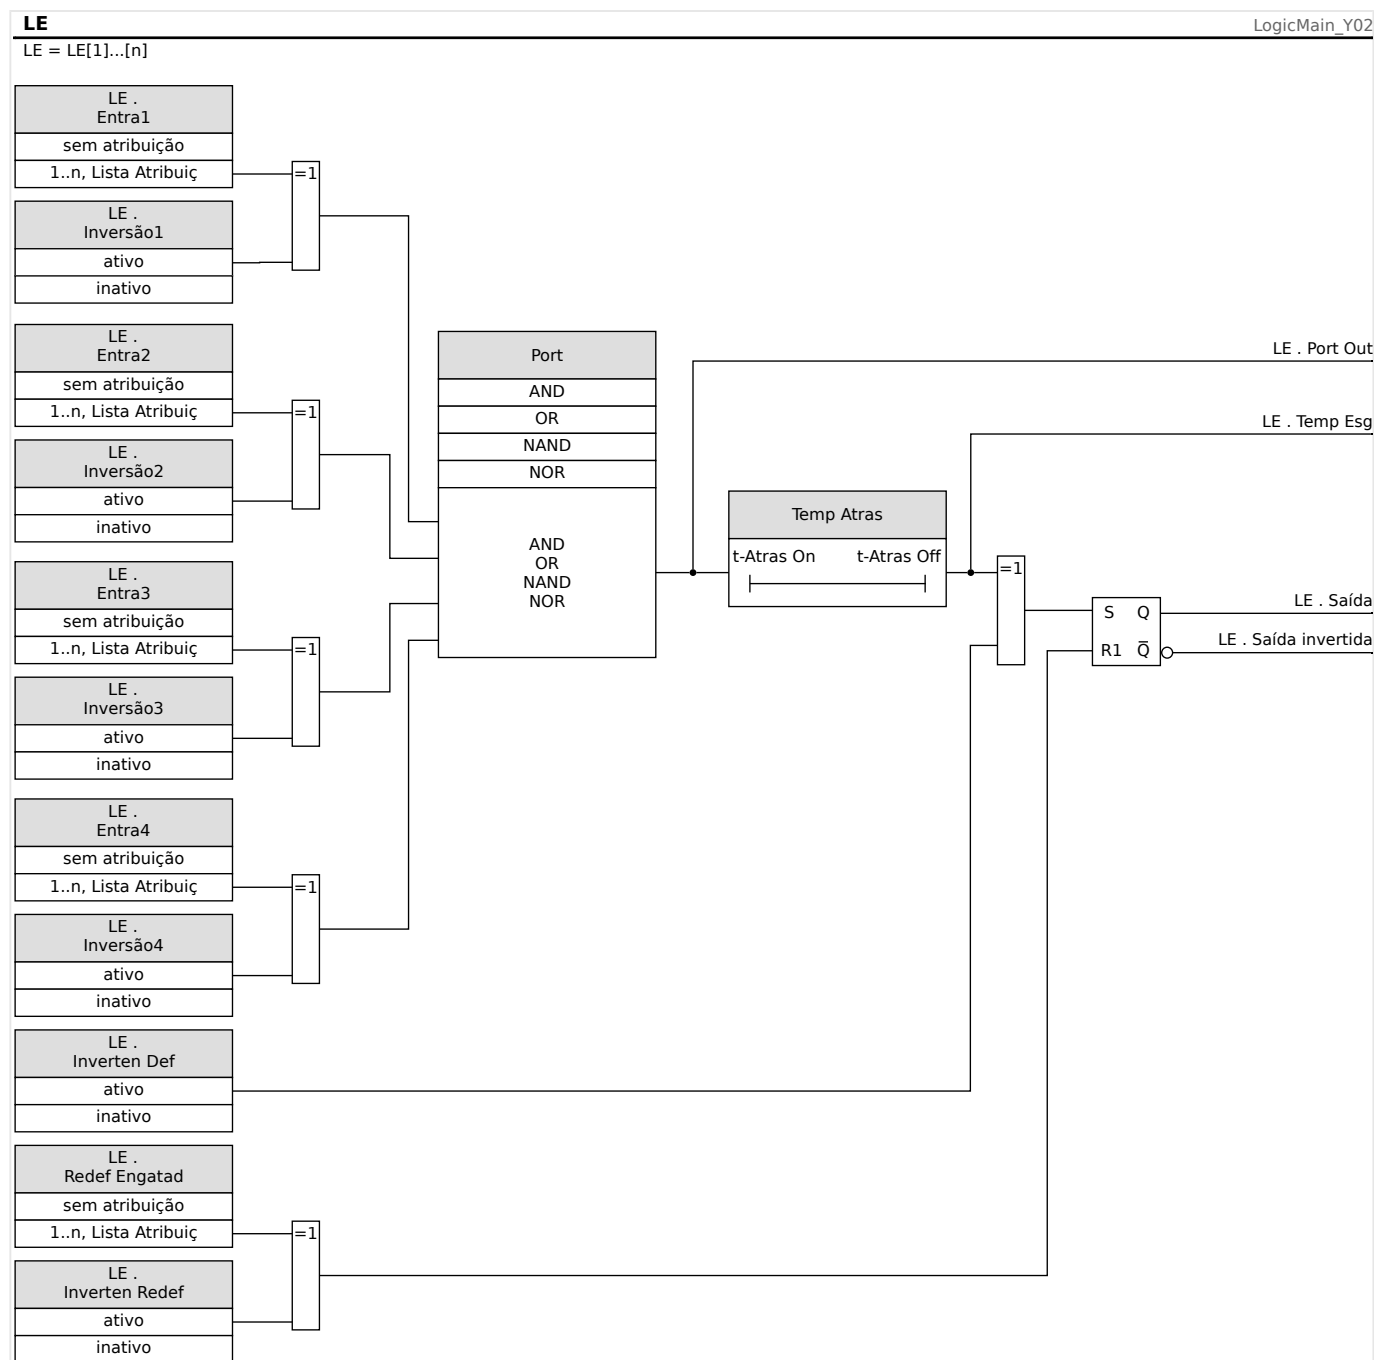 LE
LogicMain_Y02
LE = LE[1]...[n]
LE .
Entra1
sem atribuição
1..n, Lista Atribuiç
=1
LE .
Inversão1
ativo
inativo
LE .
Entra2
sem atribuição
1..n, Lista Atribuiç
=1
LE .
Inversão2
ativo
inativo
LE .
Entra3
sem atribuição
1..n, Lista Atribuiç
=1
LE .
Inversão3
ativo
inativo
LE .
Entra4
sem atribuição
1..n, Lista Atribuiç
=1
LE .
Inversão4
ativo
inativo
LE .
Inverten Def
ativo
inativo
LE .
Redef Engatad
sem atribuição
1..n, Lista Atribuiç
=1
LE .
Inverten Redef
ativo
inativo
Port
AND
OR
NAND
NOR
AND
OR
NAND
NOR
Temp Atras
t-Atras On t-Atras Off
=1
S Q
R1 Q̅
LE . Port Out
LE . Temp Esg
LE . Saída
LE . Saída invertida